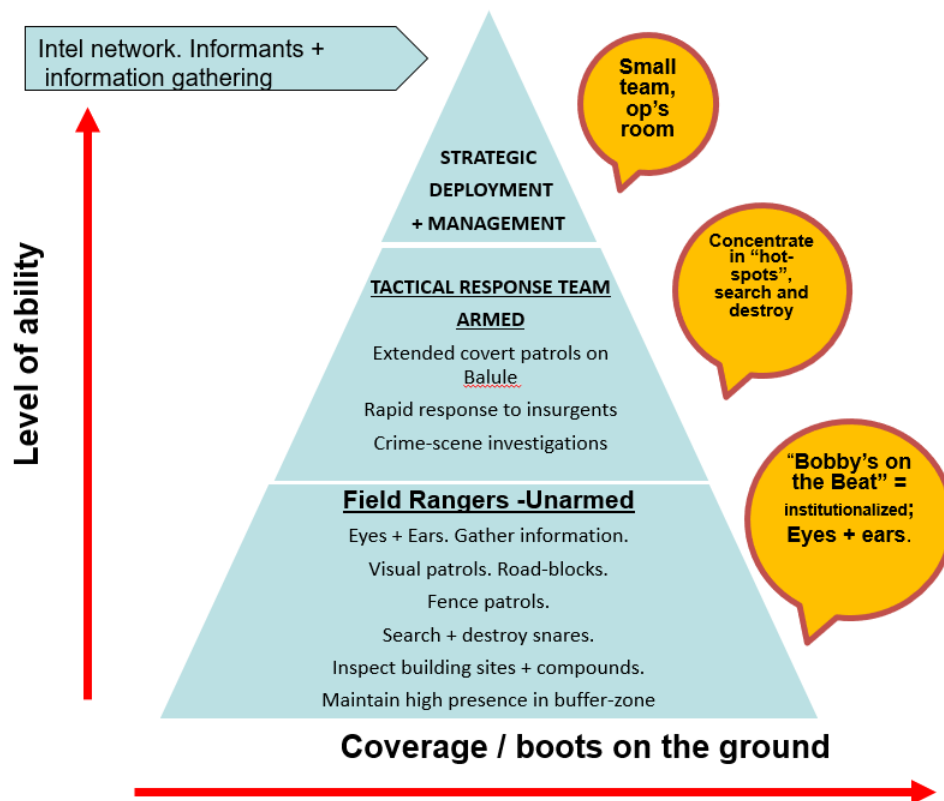 Intel network. Informants +
information gathering
Small
team,
op's
room
STRATEGIC
DEPLOYMENT
+ MANAGEMENT
Concentrate
in “hot-
spots”,
search and
destroy
TACTICAL RESPONSE TEAM
ARMED
Extended covert patrols on
Balule
Rapid response to insurgents
Crime-scene investigations
“Bobby’s on
the Beat” =
institutionalized;
Eyes + ears.
Field Rangers -Unarmed
Eyes + Ears. Gather information.
Visual patrols. Road-blocks.
Fence patrols.
Search + destroy snares.
Inspect building sites + compounds.
Maintain high presence in buffer-zone
Level of ability
Coverage / boots on the ground